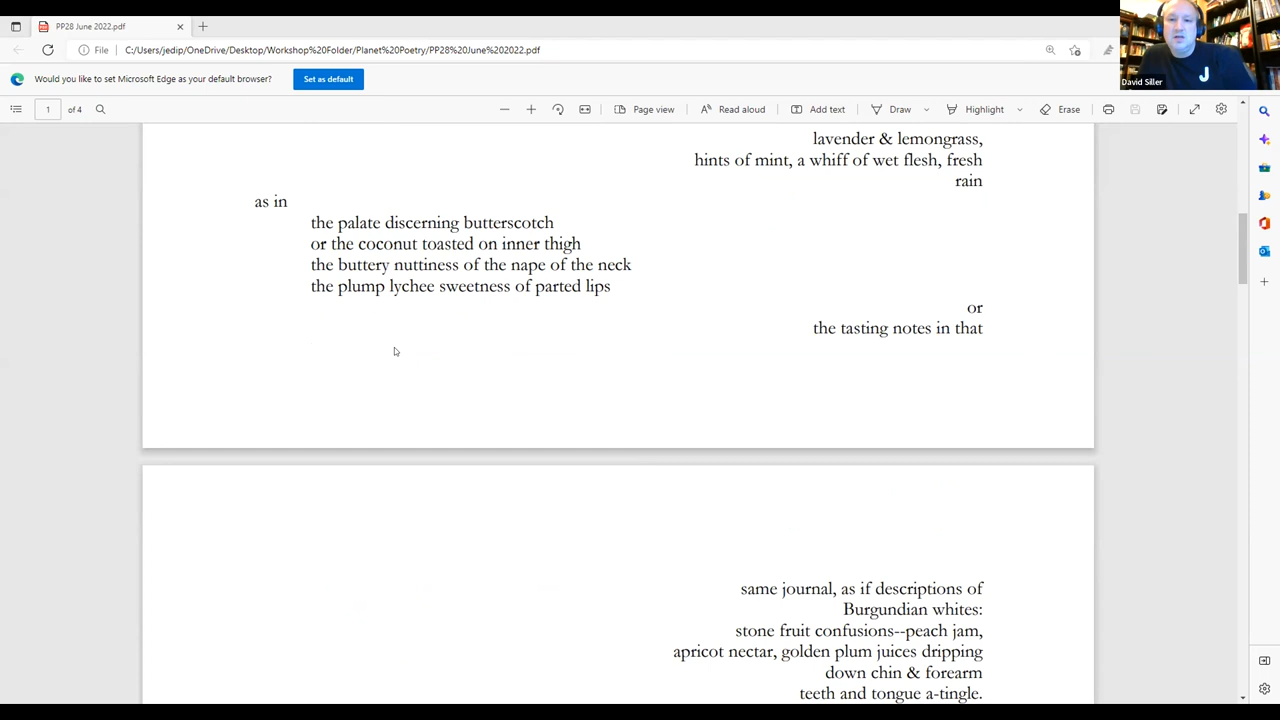 PP28 June 2022.pdf
File
C:/Users/jedip/OneDrive/Desktop/Workshop%20Folder/Planet%20Poetry/PP28%20June%202022.pdf
Would you like to set Microsoft Edge as your default browser?
Set as default
1 of 4
Page view
Read aloud
Add text
Draw
Highlight
Erase
J
David Siller
lavender & lemongrass,
hints of mint, a whiff of wet flesh, fresh
rain
as in
the palate discerning butterscotch
or the coconut toasted on inner thigh
the buttery nuttiness of the nape of the neck
the plump lychee sweetness of parted lips
or
the tasting notes in that
same journal, as if descriptions of
Burgundian whites:
stone fruit confusions--peach jam,
apricot nectar, golden plum juices dripping
down chin & forearm
teeth and tongue a-tingle.